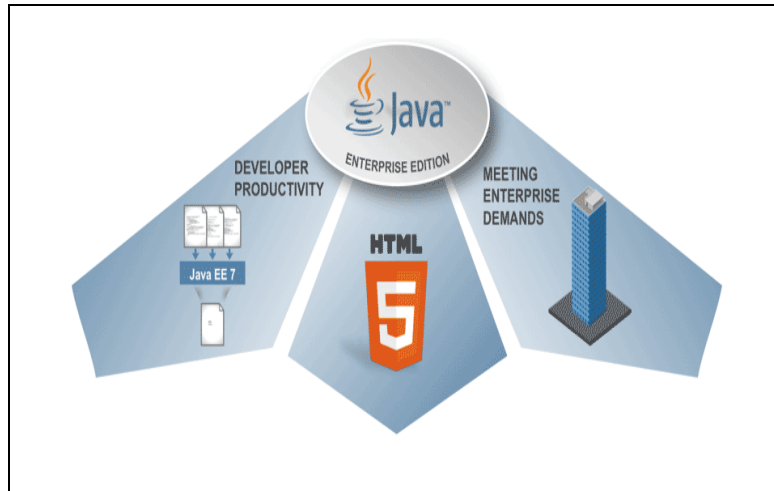 Java™
ENTERPRISE EDITION
DEVELOPER
PRODUCTIVITY
Java EE 7
HTML
5
MEETING
ENTERPRISE
DEMANDS